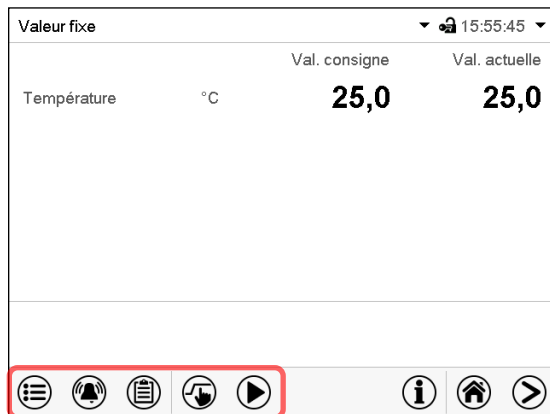 Valeur fixe 15:55:45
Val. consigne Val. actuelle
Température °C 25,0 25,0